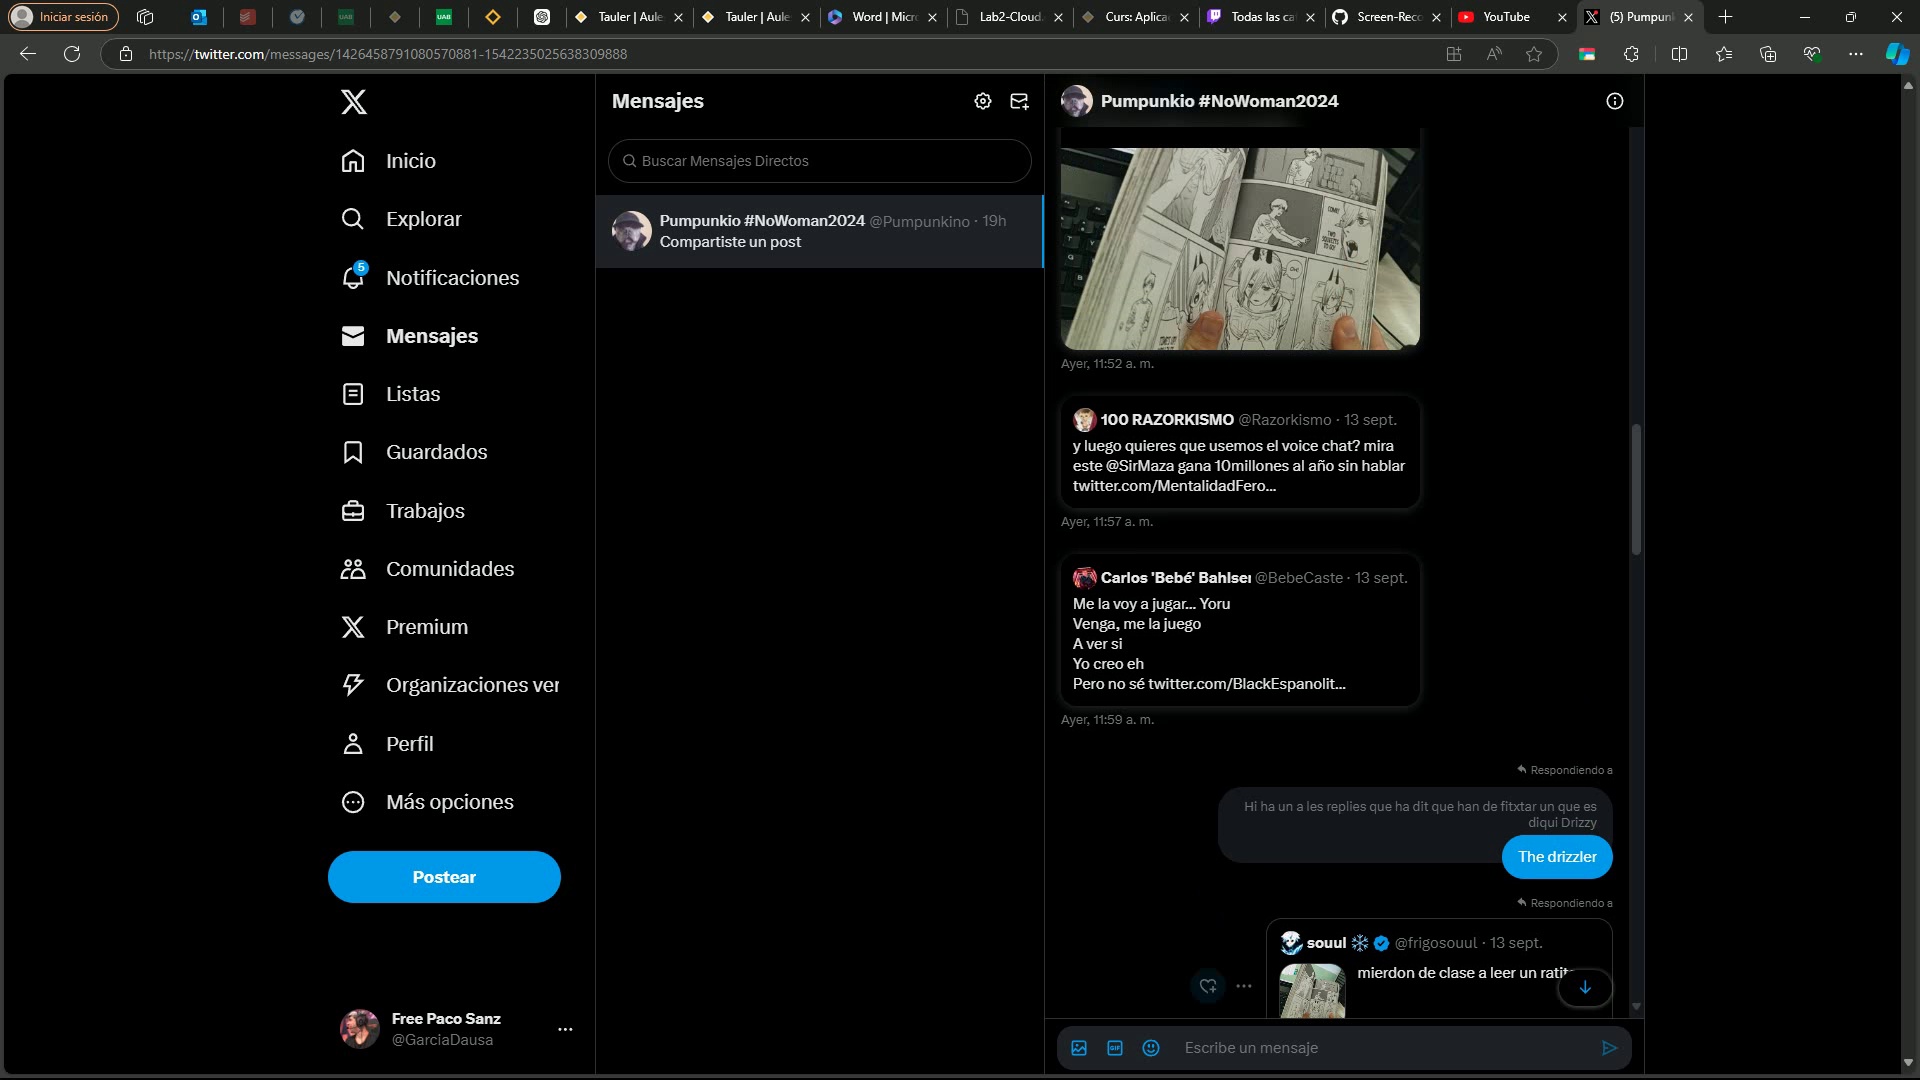 Iniciar sesión
Tauler | Aule
Tauler | Aule
Word | Micr
Lab2-Cloud.
Curs: Aplica
Todas las ca
Screen-Reco
YouTube
(5) Pumpun
https://twitter.com/messages/1426458791080570881-1542235025638309888
Inicio
Explorar
5
Notificaciones
Mensajes
Listas
Guardados
Trabajos
Comunidades
Premium
Organizaciones ver
Perfil
Más opciones
Postear
Free Paco Sanz
@GarciaDausa
Mensajes
Buscar Mensajes Directos
Pumpunkio #NoWoman2024 @Pumpunkino · 19h
Compartiste un post
Pumpunkio #NoWoman2024
Ayer, 11:52 a. m.
100 RAZORKISMO @Razorkismo · 13 sept.
y luego quieres que usemos el voice chat? mira
este @SirMaza gana 10millones al año sin hablar
twitter.com/MentalidadFero...
Ayer, 11:57 a. m.
Carlos 'Bebé' Bahlser @BebeCaste · 13 sept.
Me la voy a jugar... Yoru
Venga, me la juego
A ver si
Yo creo eh
Pero no sé twitter.com/BlackEspanolit...
Ayer, 11:59 a. m.
Respondiendo a
Hi ha un a les replies que ha dit que han de fitxtar un que es
diqui Drizzy
The drizzler
Respondiendo a
souul @frigosouul · 13 sept.
mierdon de clase a leer un ratit
GIF
Escribe un mensaje